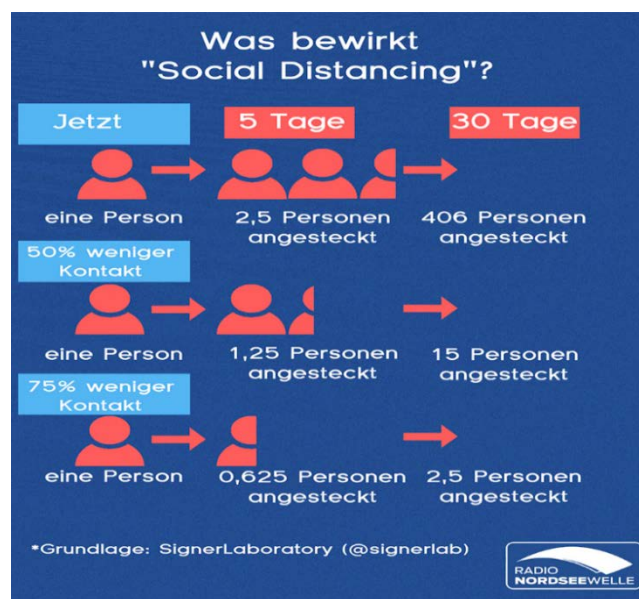 Was bewirkt
"Social Distancing"?
Jetzt
5 Tage
30 Tage
eine Person
2,5 Personen
angesteckt
406 Personen
angesteckt
50% weniger
Kontakt
eine Person
1,25 Personen
angesteckt
15 Personen
angesteckt
75% weniger
Kontakt
eine Person
0,625 Personen
angesteckt
2,5 Personen
angesteckt
*Grundlage: SignerLaboratory (@signerlab)
RADIO
NORDSEEWELLE